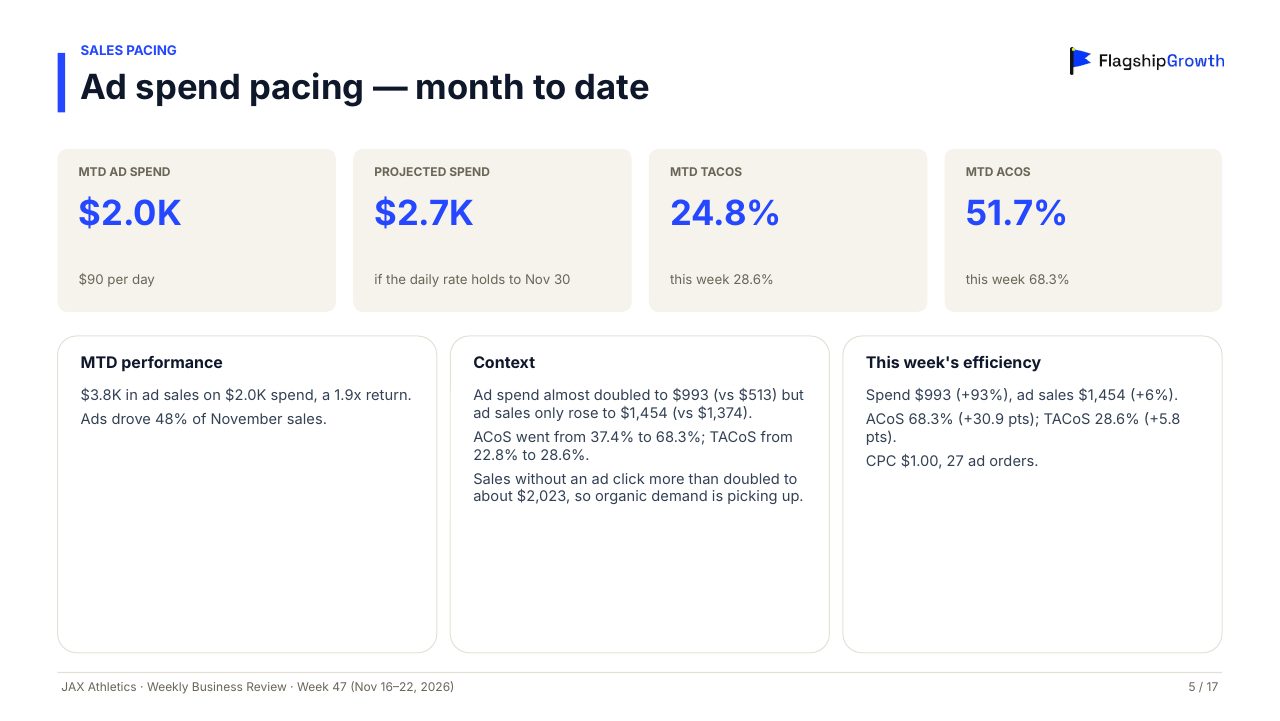 SALES PACING
Ad spend pacing — month to date
FlagshipGrowth
MTD AD SPEND
$2.0K
$90 per day
PROJECTED SPEND
$2.7K
if the daily rate holds to Nov 30
MTD TACOS
24.8%
this week 28.6%
MTD ACOS
51.7%
this week 68.3%
MTD performance
$3.8K in ad sales on $2.0K spend, a 1.9x return.
Ads drove 48% of November sales.
Context
Ad spend almost doubled to $993 (vs $513) but
ad sales only rose to $1,454 (vs $1,374).
ACoS went from 37.4% to 68.3%; TACoS from
22.8% to 28.6%.
Sales without an ad click more than doubled to
about $2,023, so organic demand is picking up.
This week's efficiency
Spend $993 (+93%), ad sales $1,454 (+6%).
ACoS 68.3% (+30.9 pts); TACoS 28.6% (+5.8
pts).
CPC $1.00, 27 ad orders.
JAX Athletics · Weekly Business Review · Week 47 (Nov 16–22, 2026)
5 / 17